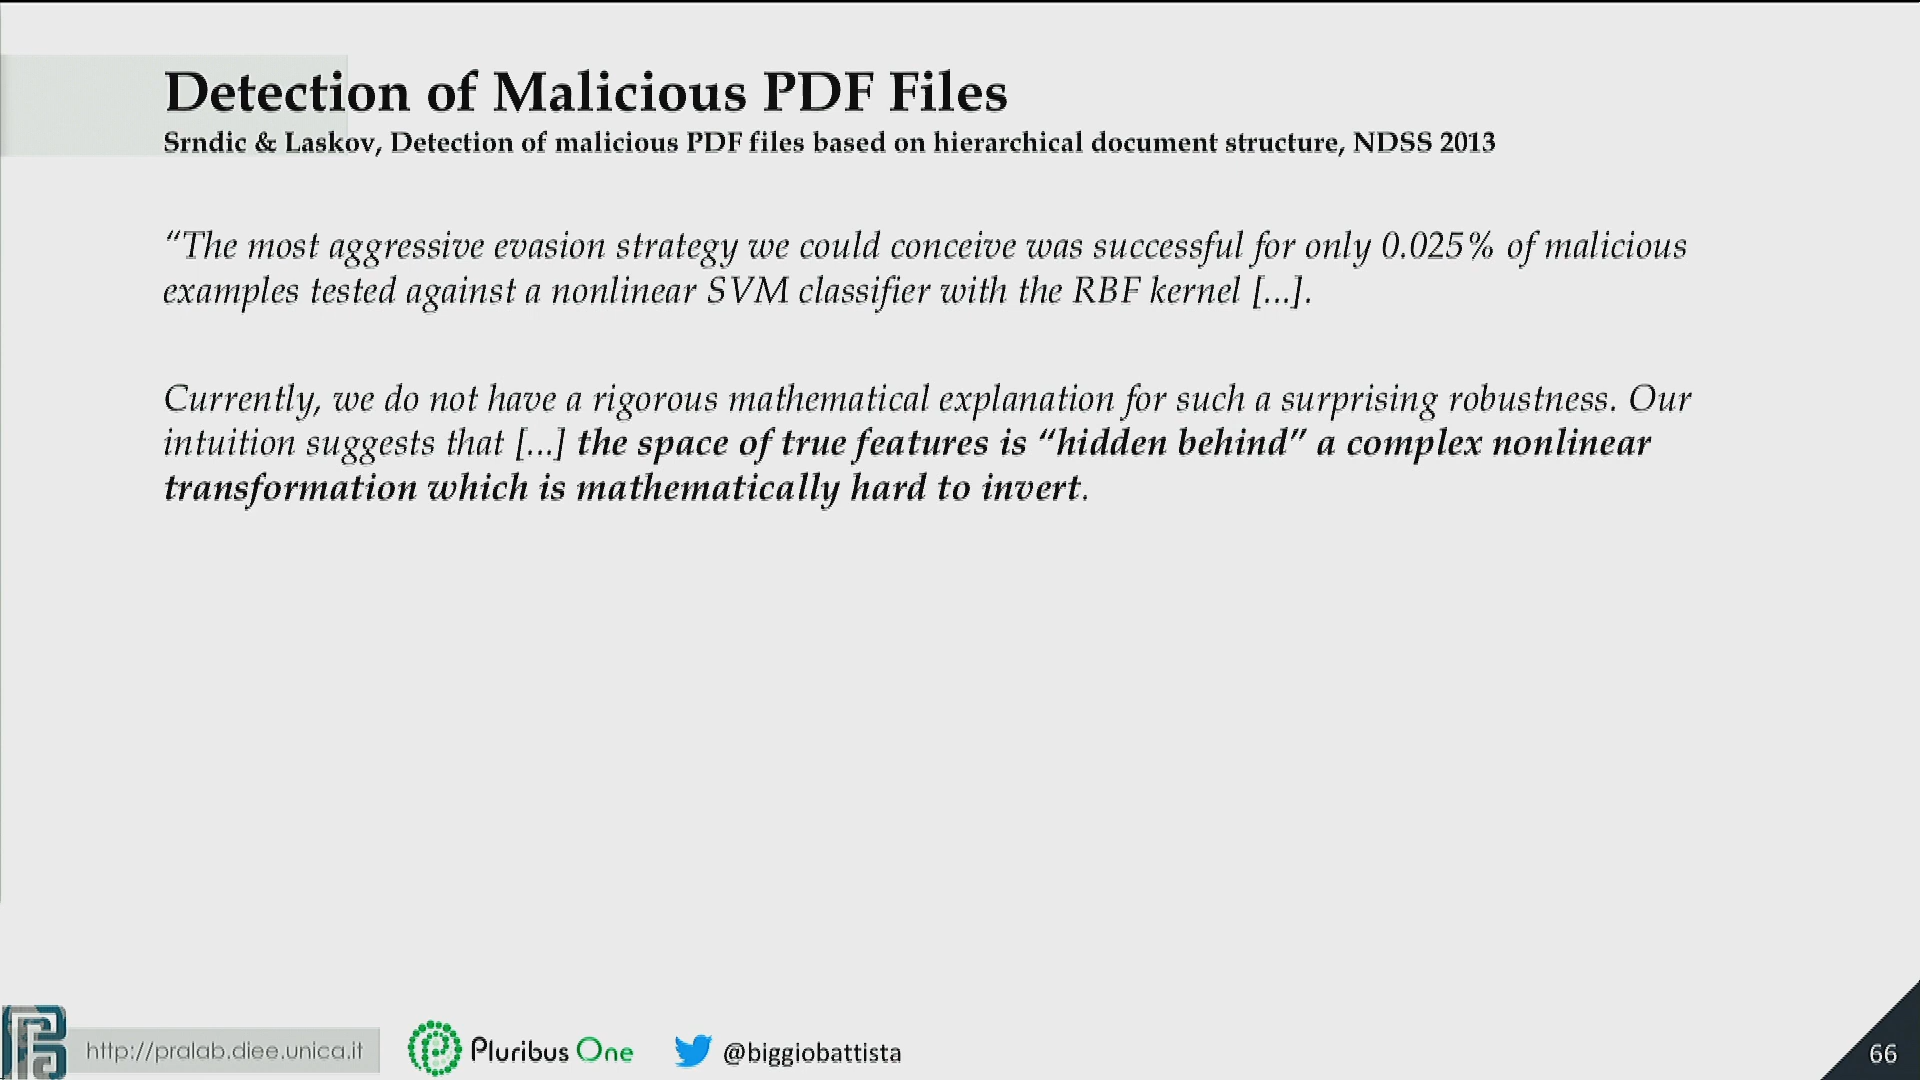 Detection of Malicious PDF Files
Srndic & Laskov, Detection of malicious PDF files based on hierarchical document structure, NDSS 2013
“The most aggressive evasion strategy we could conceive was successful for only 0.025% of malicious
examples tested against a nonlinear SVM classifier with the RBF kernel [...].
Currently, we do not have a rigorous mathematical explanation for such a surprising robustness. Our
intuition suggests that [...] the space of true features is “hidden behind” a complex nonlinear
transformation which is mathematically hard to invert.
http://pralab.diee.unica.it
Pluribus One
@biggiobattista
66